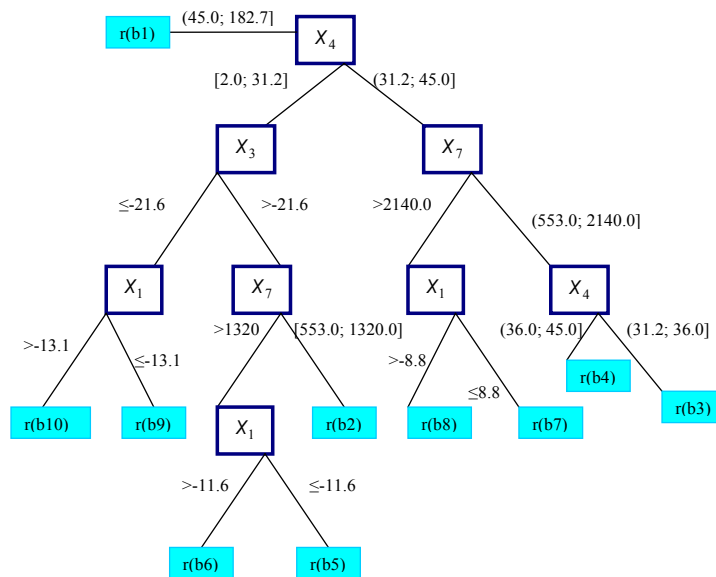 (45.0; 182.7]
r(b1)
X4
[2.0; 31.2]
(31.2; 45.0]
X3
X7
≤-21.6
>-21.6
>2140.0
(553.0; 2140.0]
X1
X7
X1
X4
>1320
[553.0; 1320.0]
(36.0; 45.0]
(31.2; 36.0]
>-13.1
≤-13.1
>-8.8
≤8.8
r(b4)
r(b3)
r(b10)
r(b9)
X1
r(b2)
r(b8)
r(b7)
>-11.6
≤-11.6
r(b6)
r(b5)